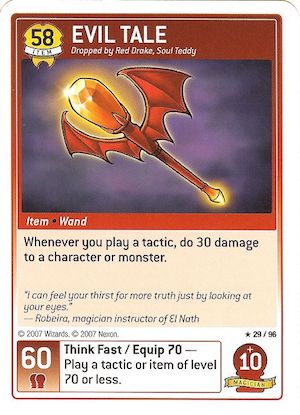 58
ITEM
EVIL TALE
Dropped by Red Drake, Soul Teddy
Item • Wand
Whenever you play a tactic, do 30 damage
to a character or monster.
"I can feel your thirst for more truth just by looking at
your eyes."
— Robeira, magician instructor of El Nath
© 2007 Wizards. © 2007 Nexon.
★ 29 / 96
60
Think Fast / Equip 70 —
Play a tactic or item of level
70 or less.
+
10
MAGICIAN